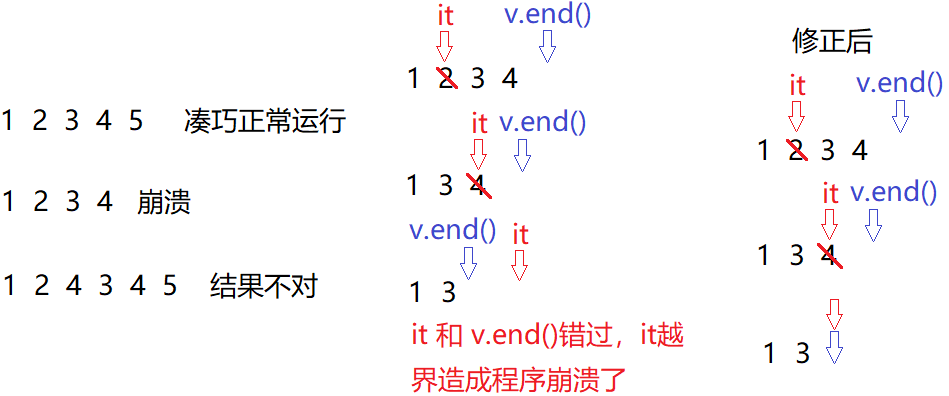 1 2 3 4 5 凑巧正常运行
1 2 3 4 崩溃
1 2 4 3 4 5 结果不对
it v.end()
1 2 3 4
it v.end()
1 3 4
v.end() it
1 3
it 和 v.end()错过，it越
界造成程序崩溃了
修正后
it v.end()
1 2 3 4
it v.end()
1 3 4
1 3